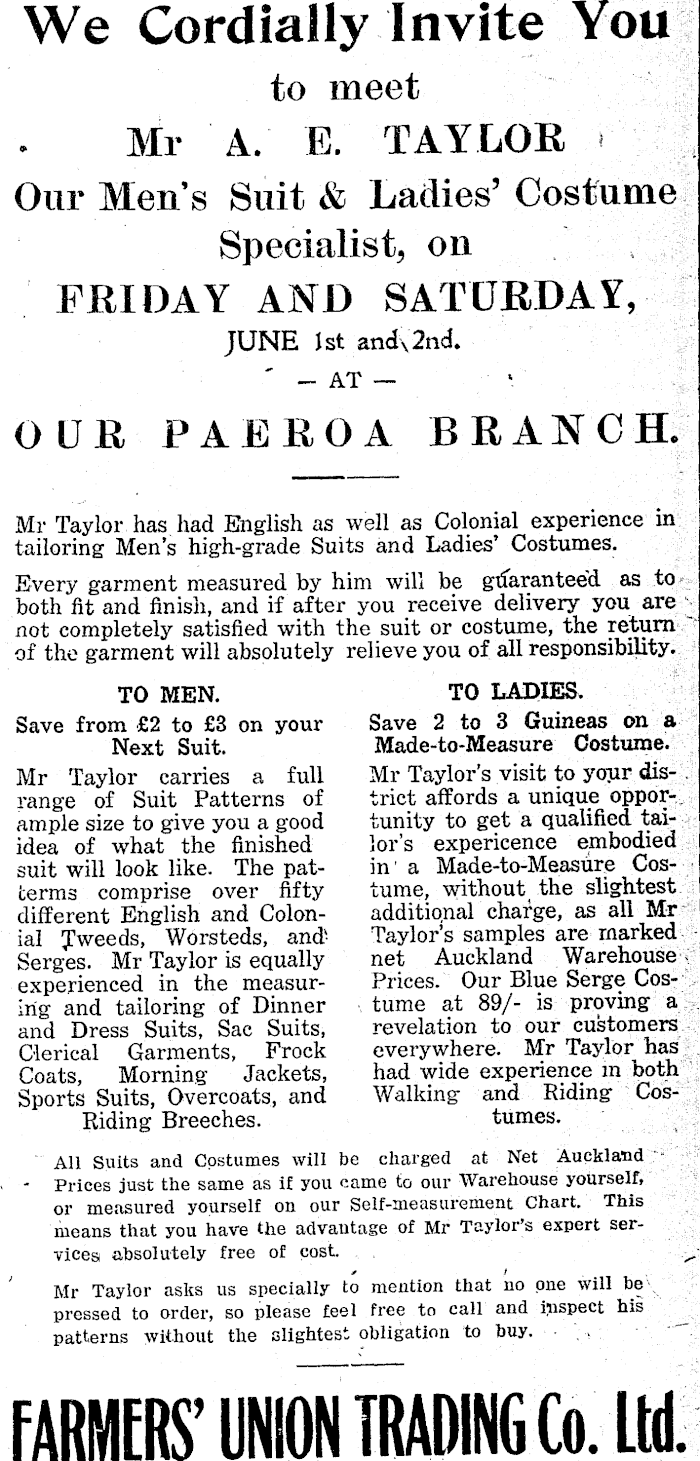 We Cordially Invite You
to meet
Mr A. E. TAYLOR
Our Men's Suit & Ladies' Costume
Specialist, on
FRIDAY AND SATURDAY,
JUNE 1st and 2nd.
— AT —
OUR PAEROA BRANCH.
Mr Taylor has had English as well as Colonial experience in
tailoring Men's high-grade Suits and Ladies' Costumes.
Every garment measured by him will be guaranteed as to
both fit and finish, and if after you receive delivery you are
not completely satisfied with the suit or costume, the return
of the garment will absolutely relieve you of all responsibility.
TO MEN.
Save from £2 to £3 on your
Next Suit.
Mr Taylor carries a full
range of Suit Patterns of
ample size to give you a good
idea of what the finished
suit will look like. The pat-
terms comprise over fifty
different English and Colon-
ial Tweeds, Worsteds, and
Serges. Mr Taylor is equally
experienced in the measur-
ing and tailoring of Dinner
and Dress Suits, Sac Suits,
Clerical Garments, Frock
Coats, Morning Jackets,
Sports Suits, Overcoats, and
Riding Breeches.
TO LADIES.
Save 2 to 3 Guineas on a
Made-to-Measure Costume.
Mr Taylor's visit to your dis-
trict affords a unique oppor-
tunity to get a qualified tai-
lor's expericence embodied
in a Made-to-Measure Cos-
tume, without the slightest
additional charge, as all Mr
Taylor's samples are marked
net Auckland Warehouse
Prices. Our Blue Serge Cos-
tume at 89/- is proving a
revelation to our customers
everywhere. Mr Taylor has
had wide experience in both
Walking and Riding Cos-
tumes.
All Suits and Costumes will be charged at Net Auckland
Prices just the same as if you came to our Warehouse yourself,
or measured yourself on our Self-measurement Chart. This
means that you have the advantage of Mr Taylor's expert ser-
vices absolutely free of cost.
Mr Taylor asks us specially to mention that no one will be
pressed to order, so please feel free to call and inspect his
patterns without the slightest obligation to buy.
FARMERS' UNION TRADING Co. Ltd.